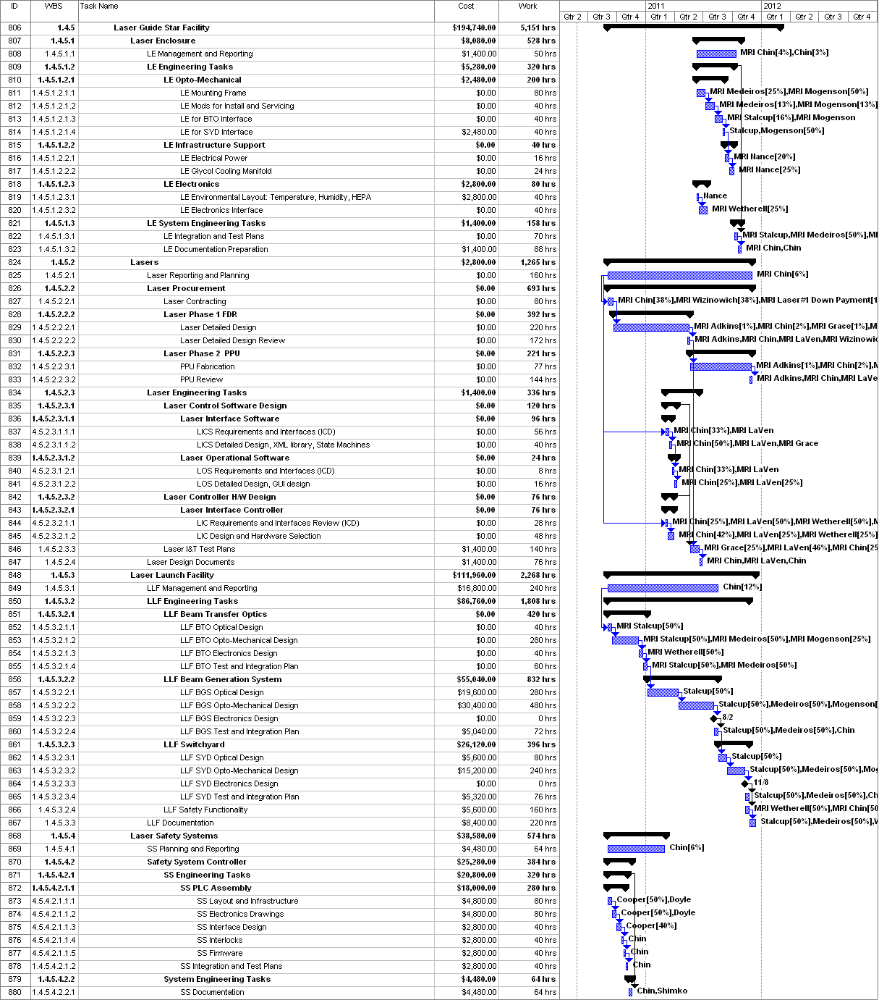 ID WBS Task Name Cost Work 2011 2012
Qtr 2 Qtr 3 Qtr 4 Qtr 1 Qtr 2 Qtr 3 Qtr 4 Qtr 1 Qtr 2 Qtr 3 Qtr 4
806 1.4.5 Laser Guide Star Facility $194,740.00 5,151 hrs
807 1.4.5.1 Laser Enclosure $8,080.00 528 hrs
808 1.4.5.1.1 LE Management and Reporting $1,400.00 50 hrs MRI Chin[4%],Chin[3%]
809 1.4.5.1.2 LE Engineering Tasks $5,280.00 320 hrs
810 1.4.5.1.2.1 LE Opto-Mechanical $2,480.00 200 hrs
811 1.4.5.1.2.1.1 LE Mounting Frame $0.00 80 hrs MRI Medeiros[25%],MRI Mogenson[50%]
812 1.4.5.1.2.1.2 LE Mods for Install and Servicing $0.00 40 hrs MRI Medeiros[13%],MRI Mogenson[13%]
813 1.4.5.1.2.1.3 LE for BTO Interface $0.00 40 hrs MRI Stalcup[16%],MRI Mogenson
814 1.4.5.1.2.1.4 LE for SYD Interface $2,480.00 40 hrs Stalcup,Mogenson[50%]
815 1.4.5.1.2.2 LE Infrastructure Support $0.00 40 hrs
816 1.4.5.1.2.2.1 LE Electrical Power $0.00 16 hrs MRI Nance[20%]
817 1.4.5.1.2.2.2 LE Glycol Cooling Manifold $0.00 24 hrs MRI Nance[25%]
818 1.4.5.1.2.3 LE Electronics $2,800.00 80 hrs
819 1.4.5.1.2.3.1 LE Environmental Layout: Temperature, Humidity, HEPA $2,800.00 40 hrs Nance
820 1.4.5.1.2.3.2 LE Electronics Interface $0.00 40 hrs MRI Wetherell[25%]
821 1.4.5.1.3 LE System Engineering Tasks $1,400.00 158 hrs
822 1.4.5.1.3.1 LE Integration and Test Plans $0.00 70 hrs MRI Stalcup,MRI Medeiros[50%],MI
823 1.4.5.1.3.2 LE Documentation Preparation $1,400.00 88 hrs MRI Chin,Chin
824 1.4.5.2 Lasers $2,800.00 1,265 hrs
825 1.4.5.2.1 Laser Reporting and Planning $0.00 160 hrs MRI Chin[6%]
826 1.4.5.2.2 Laser Procurement $0.00 693 hrs
827 1.4.5.2.2.1 Laser Contracting $0.00 80 hrs MRI Chin[38%],MRI Wizinowich[38%],MRI Laser#1 Down Payment[1
828 1.4.5.2.2.2 Laser Phase 1 FDR $0.00 392 hrs
829 1.4.5.2.2.2.1 Laser Detailed Design $0.00 220 hrs MRI Adkins[1%],MRI Chin[2%],MRI Grace[1%],M
830 1.4.5.2.2.2.2 Laser Detailed Design Review $0.00 172 hrs MRI Adkins,MRI Chin,MRI LaVen,MRI Wizinowic
831 1.4.5.2.2.3 Laser Phase 2 PPU $0.00 221 hrs
832 1.4.5.2.2.3.1 PPU Fabrication $0.00 77 hrs MRI Adkins[1%],MRI Chin[2%],M
833 1.4.5.2.2.3.2 PPU Review $0.00 144 hrs MRI Adkins,MRI Chin,MRI LaVe
834 1.4.5.2.3 Laser Engineering Tasks $1,400.00 336 hrs
835 1.4.5.2.3.1 Laser Control Software Design $0.00 120 hrs
836 1.4.5.2.3.1.1 Laser Interface Software $0.00 96 hrs
837 4.5.2.3.1.1.1 LICS Requirements and Interfaces (ICD) $0.00 56 hrs MRI Chin[33%],MRI LaVen
838 4.5.2.3.1.1.2 LICS Detailed Design, XML library, State Machines $0.00 40 hrs MRI Chin[50%],MRI LaVen,MRI Grace
839 1.4.5.2.3.1.2 Laser Operational Software $0.00 24 hrs
840 4.5.2.3.1.2.1 LOS Requirements and Interfaces (ICD) $0.00 8 hrs MRI Chin[33%],MRI LaVen
841 4.5.2.3.1.2.2 LOS Detailed Design, GUI design $0.00 16 hrs MRI Chin[25%],MRI LaVen[25%]
842 1.4.5.2.3.2 Laser Controller H/W Design $0.00 76 hrs
843 1.4.5.2.3.2.1 Laser Interface Controller $0.00 76 hrs
844 4.5.2.3.2.1.1 LIC Requirements and Interfaces Review (ICD) $0.00 28 hrs MRI Chin[25%],MRI LaVen[50%],MRI Wetherell[50%],M
845 4.5.2.3.2.1.2 LIC Design and Hardware Selection $0.00 48 hrs MRI Chin[42%],MRI LaVen[25%],MRI Wetherell[25%]
846 1.4.5.2.3.3 Laser I&T Test Plans $1,400.00 140 hrs MRI Grace[25%],MRI LaVen[46%],MRI Chin[25
847 1.4.5.2.4 Laser Design Documents $1,400.00 76 hrs MRI Chin,MRI LaVen,Chin
848 1.4.5.3 Laser Launch Facility $111,960.00 2,268 hrs
849 1.4.5.3.1 LLF Management and Reporting $16,800.00 240 hrs Chin[12%]
850 1.4.5.3.2 LLF Engineering Tasks $86,760.00 1,808 hrs
851 1.4.5.3.2.1 LLF Beam Transfer Optics $0.00 420 hrs
852 1.4.5.3.2.1.1 LLF BTO Optical Design $0.00 40 hrs MRI Stalcup[50%]
853 1.4.5.3.2.1.2 LLF BTO Opto-Mechanical Design $0.00 280 hrs MRI Stalcup[50%],MRI Medeiros[50%],MRI Mogenson[25%]
854 1.4.5.3.2.1.3 LLF BTO Electronics Design $0.00 40 hrs MRI Wetherell[50%]
855 1.4.5.3.2.1.4 LLF BTO Test and Integration Plan $0.00 60 hrs MRI Stalcup[50%],MRI Medeiros[50%]
856 1.4.5.3.2.2 LLF Beam Generation System $55,040.00 832 hrs
857 1.4.5.3.2.2.1 LLF BGS Optical Design $19,600.00 280 hrs Stalcup[50%]
858 1.4.5.3.2.2.2 LLF BGS Opto-Mechanical Design $30,400.00 480 hrs Stalcup[50%],Medeiros[50%],Mogenson[
859 1.4.5.3.2.2.3 LLF BGS Electronics Design $0.00 0 hrs 8/2
860 1.4.5.3.2.2.4 LLF BGS Test and Integration Plan $5,040.00 72 hrs Stalcup[50%],Medeiros[50%],Chin
861 1.4.5.3.2.3 LLF Switchyard $26,120.00 396 hrs
862 1.4.5.3.2.3.1 LLF SYD Optical Design $5,600.00 80 hrs Stalcup[50%]
863 1.4.5.3.2.3.2 LLF SYD Opto-Mechanical Design $15,200.00 240 hrs Stalcup[50%],Medeiros[50%],Mog
864 1.4.5.3.2.3.3 LLF SYD Electronics Design $0.00 0 hrs 11/8
865 1.4.5.3.2.3.4 LLF SYD Test and Integration Plan $5,320.00 76 hrs Stalcup[50%],Medeiros[50%],Ch
866 1.4.5.3.2.4 LLF Safety Functionality $5,600.00 160 hrs MRI Wetherell[50%],MRI Chin[50
867 1.4.5.3.3 LLF Documentation $8,400.00 220 hrs Stalcup[50%],Medeiros[50%],W
868 1.4.5.4 Laser Safety Systems $38,580.00 574 hrs
869 1.4.5.4.1 SS Planning and Reporting $4,480.00 64 hrs Chin[6%]
870 1.4.5.4.2 Safety System Controller $25,280.00 384 hrs
871 1.4.5.4.2.1 SS Engineering Tasks $20,800.00 320 hrs
872 1.4.5.4.2.1.1 SS PLC Assembly $18,000.00 280 hrs
873 4.5.4.2.1.1.1 SS Layout and Infrastructure $4,800.00 80 hrs Cooper[50%],Doyle
874 4.5.4.2.1.1.2 SS Electronics Drawings $4,800.00 80 hrs Cooper[50%],Doyle
875 4.5.4.2.1.1.3 SS Interface Design $2,800.00 40 hrs Cooper[40%]
876 4.5.4.2.1.1.4 SS Interlocks $2,800.00 40 hrs Chin
877 4.5.4.2.1.1.5 SS Firmware $2,800.00 40 hrs Chin
878 1.4.5.4.2.1.2 SS Integration and Test Plans $2,800.00 40 hrs Chin
879 1.4.5.4.2.2 System Engineering Tasks $4,480.00 64 hrs
880 1.4.5.4.2.2.1 SS Documentation $4,480.00 64 hrs Chin,Shimko